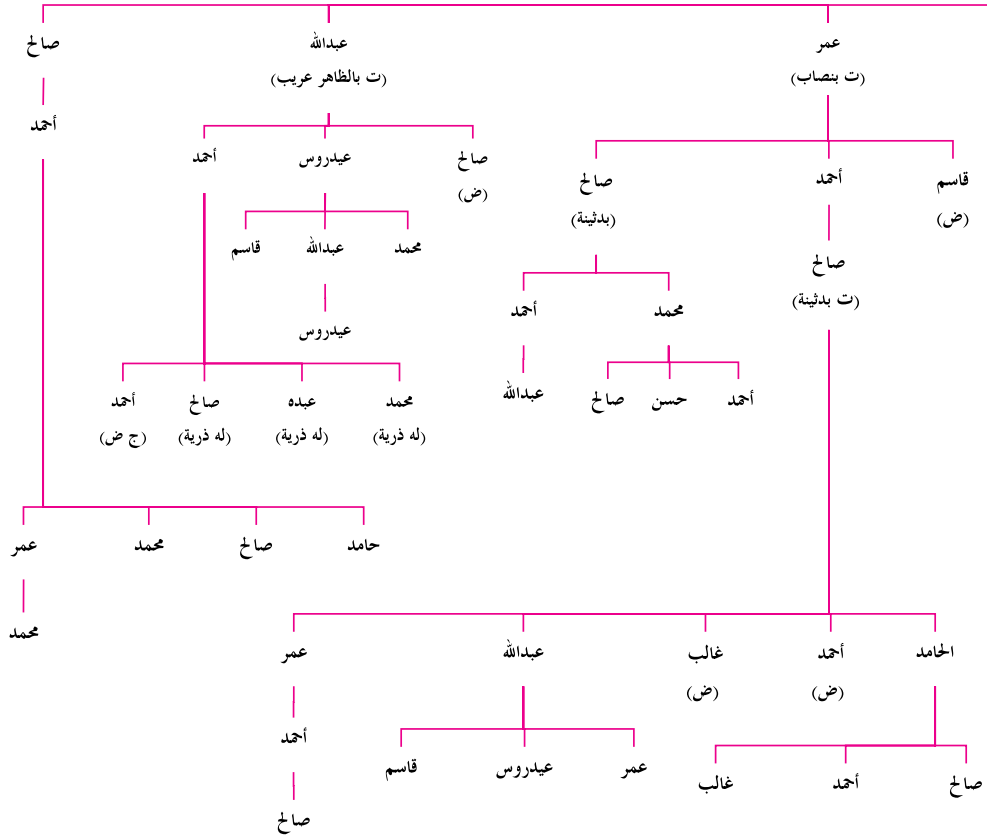 عمر
(ت بنصاب)
عبدالله
(ت بالظاهر عريب)
صالح
أحمد
قاسم
(ض)
أحمد
صالح
(بدثينة)
صالح
(ض)
عيدروس
أحمد
محمد
عبدالله
قاسم
صالح
(ت بدثينة)
محمد
أحمد
عيدروس
أحمد
حسن
صالح
عبدالله
محمد
(له ذرية)
عبده
(له ذرية)
صالح
(له ذرية)
أحمد
(ج ض)
حامد
صالح
محمد
عمر
محمد
الحامد
أحمد
(ض)
غالب
(ض)
عبدالله
عمر
صالح
أحمد
غالب
عمر
عيدروس
قاسم
أحمد
صالح